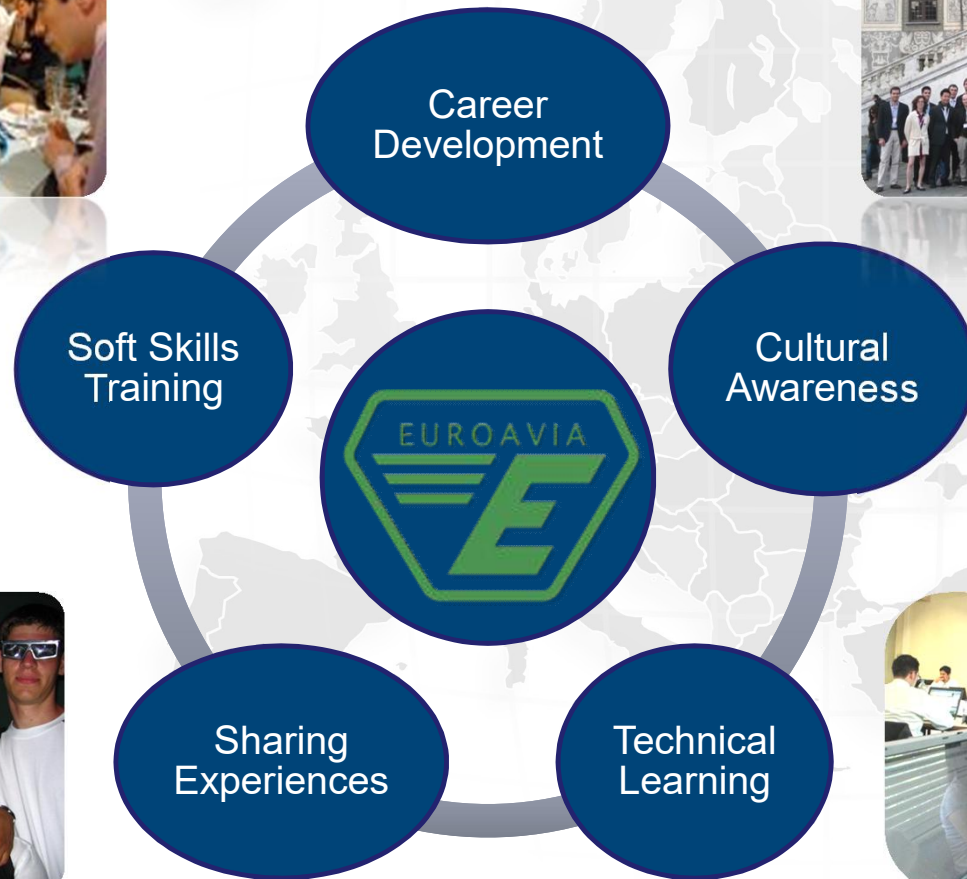 Career
Development
Soft Skills
Training
Cultural
Awareness
EUROAVIA
E
Sharing
Experiences
Technical
Learning